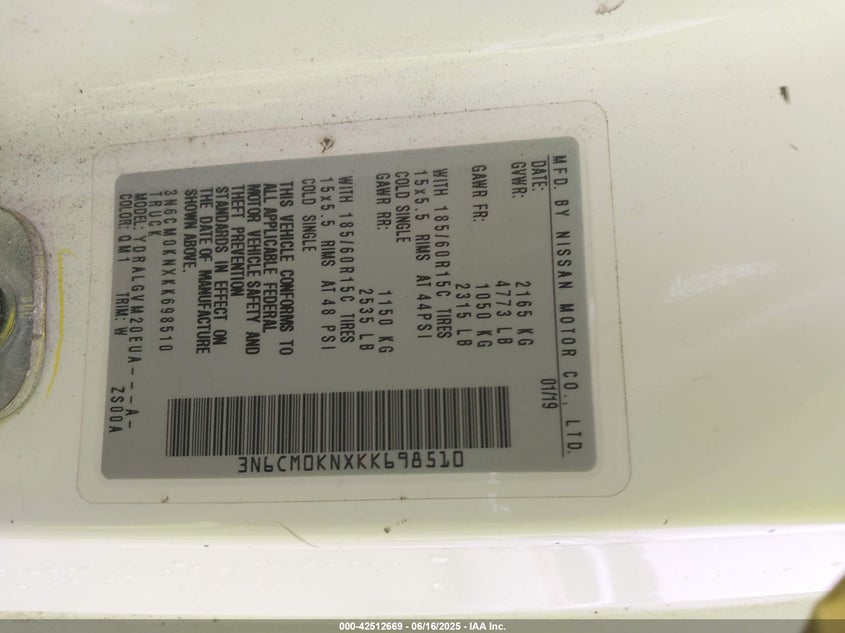 MFD. BY NISSAN MOTOR CO., LTD.
DATE: 01/19
GVWR: 2165 KG
4773 LB
GAWR FR: 1050 KG
2315 LB
WITH 185/60R15C TIRES
15x5.5 RIMS AT 44PSI
COLD SINGLE
GAWR RR: 1150 KG
2535 LB
WITH 185/60R15C TIRES
15x5.5 RIMS AT 48 PSI
COLD SINGLE
THIS VEHICLE CONFORMS TO
ALL APPLICABLE FEDERAL
MOTOR VEHICLE SAFETY AND
THEFT PREVENTION
STANDARDS IN EFFECT ON
THE DATE OF MANUFACTURE
SHOWN ABOVE.
3N6CM0KNXKK698510
TRUCK
MODEL: YDRALGVM20EUA---A-
COLOR: QM1 TRIM: W ZS00A
3N6CM0KNXKK698510
000-42512669 - 06/16/2025 - IAA Inc.